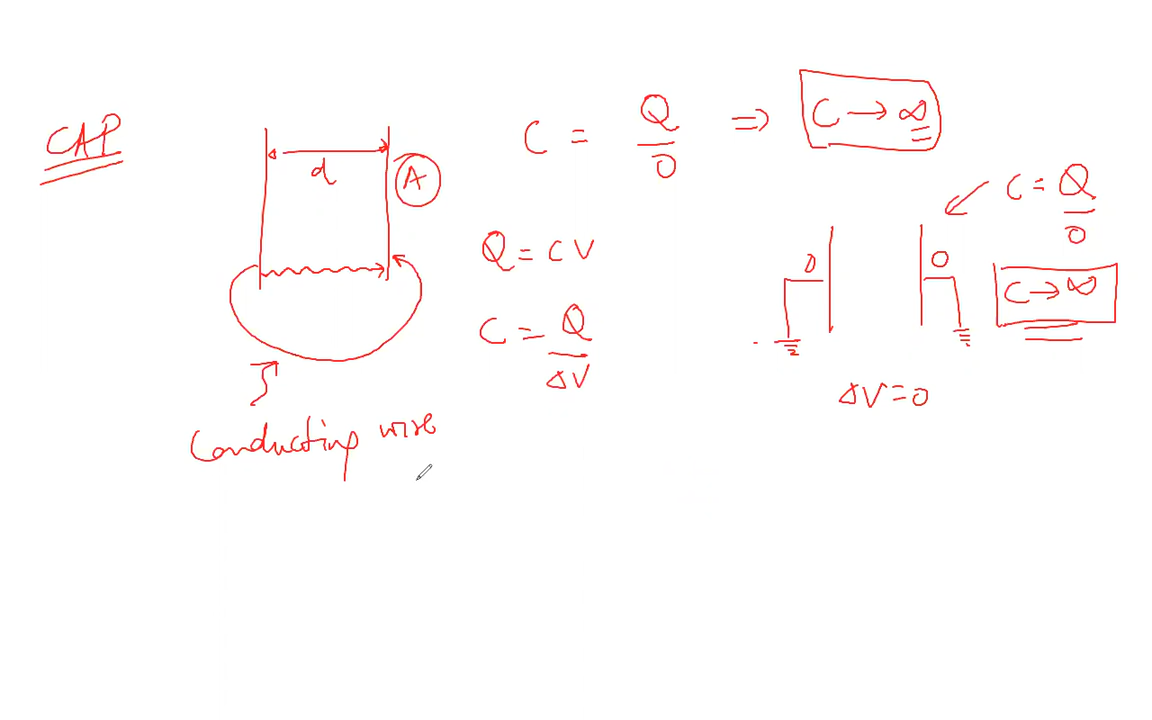 CAP
d
A
C = Q/0 ⇒ C → ∞
Q = CV
C = Q/ΔV
conducting wire
C = Q/0
0 0
C → ∞
ΔV = 0